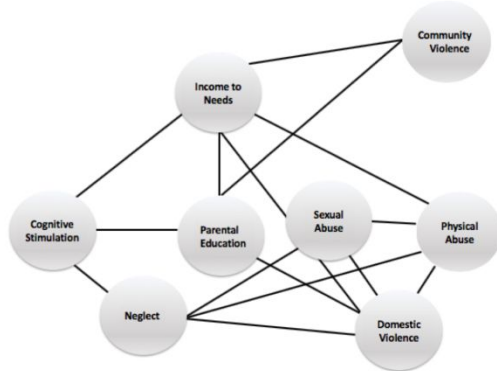 Community
Violence
Income to
Needs
Sexual
Abuse
Cognitive
Stimulation
Parental
Education
Physical
Abuse
Neglect
Domestic
Violence